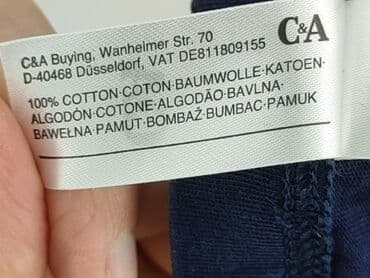 C&A Buying, Wanheimer Str. 70
D-40468 Düsseldorf, VAT DE811809155
C&A
100% COTTON·COTON·BAUMWOLLE·KATOEN·
ALGODÓN·COTONE·ALGODÃO·BAVLNA·
BAWEŁNA·PAMUT·BOMBAŽ·BUMBAC·PAMUK